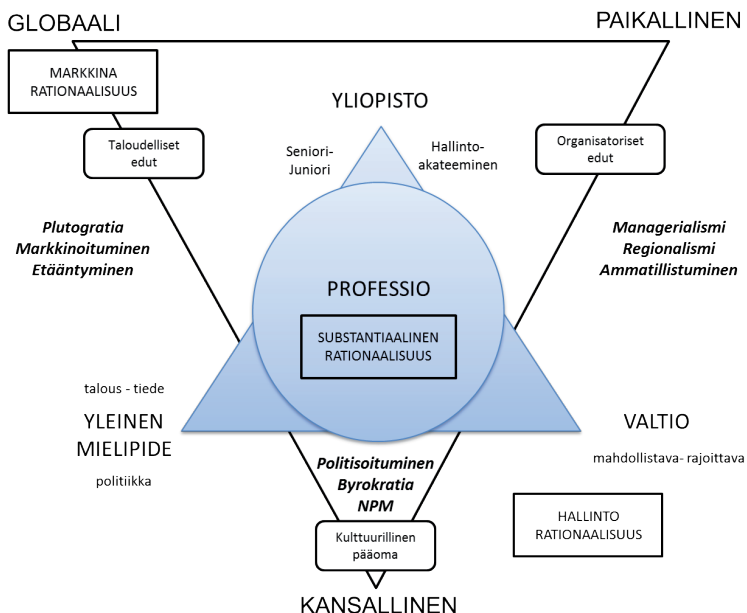 GLOBAALI
PAIKALLINEN
MARKKINA
RATIONAALISUUS
YLIOPISTO
Taloudelliset
edut
Seniori-
Juniori
Hallinto-
akateeminen
Organisatoriset
edut
Plutogratia
Markkinoituminen
Etääntyminen
Managerialismi
Regionalismi
Ammatillistuminen
PROFESSIO
SUBSTANTIAALINEN
RATIONAALISUUS
talous - tiede
YLEINEN
MIELIPIDE
politiikka
VALTIO
mahdollistava- rajoittava
Politisoituminen
Byrokratia
NPM
HALLINTO
RATIONAALISUUS
Kulttuurillinen
pääoma
KANSALLINEN